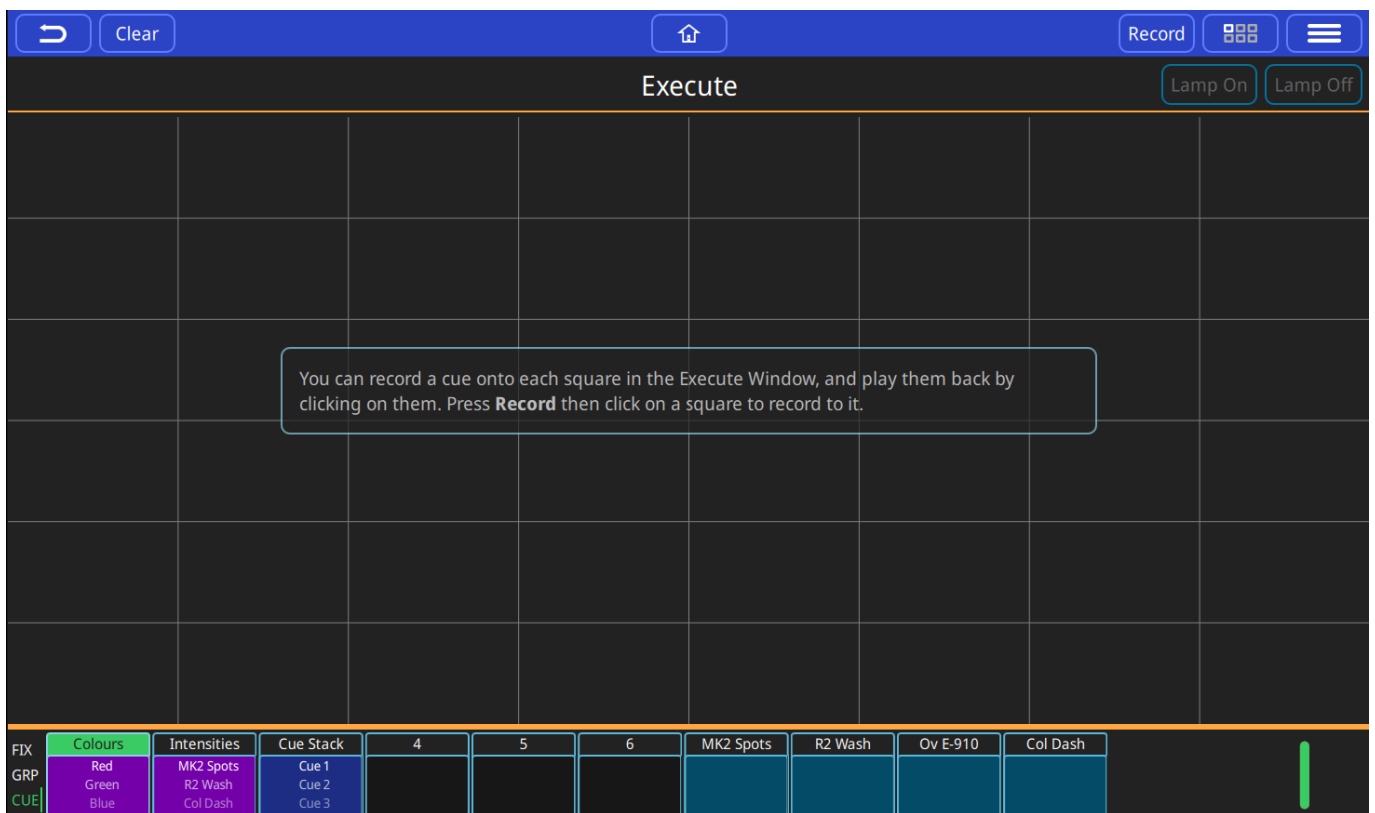 Clear
Record
Execute
Lamp On
Lamp Off
You can record a cue onto each square in the Execute Window, and play them back by
clicking on them. Press Record then click on a square to record to it.
FIX
GRP
CUE
Colours
Red
Green
Blue
Intensities
MK2 Spots
R2 Wash
Col Dash
Cue Stack
Cue 1
Cue 2
Cue 3
4
5
6
MK2 Spots
R2 Wash
Ov E-910
Col Dash